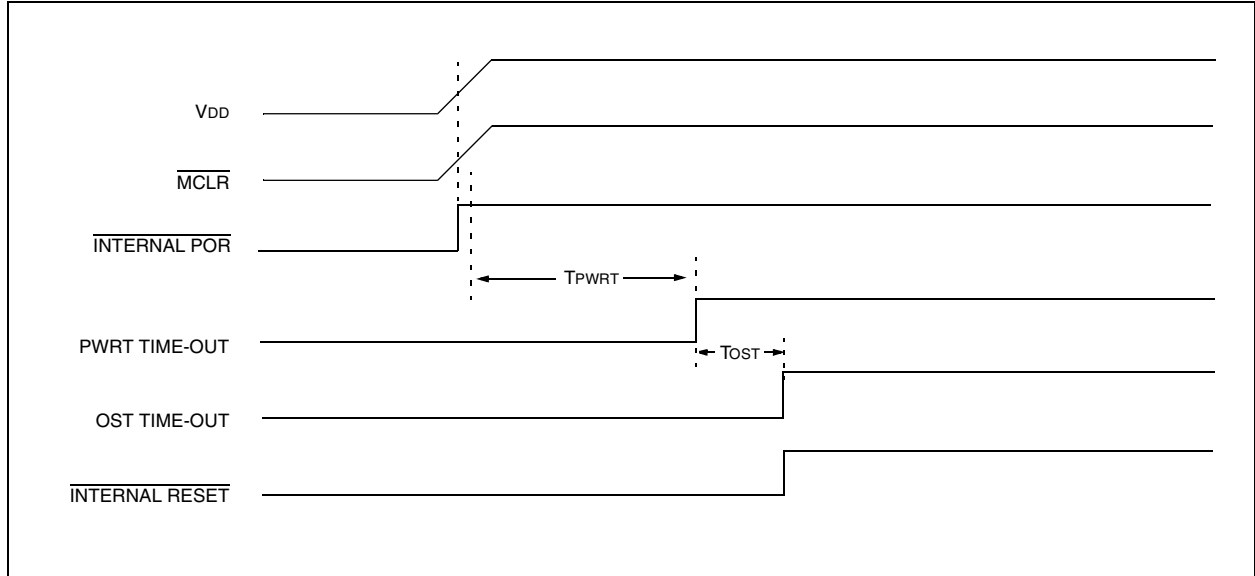 VDD
MCLR
INTERNAL POR
TPWRT
PWRT TIME-OUT
TOST
OST TIME-OUT
INTERNAL RESET